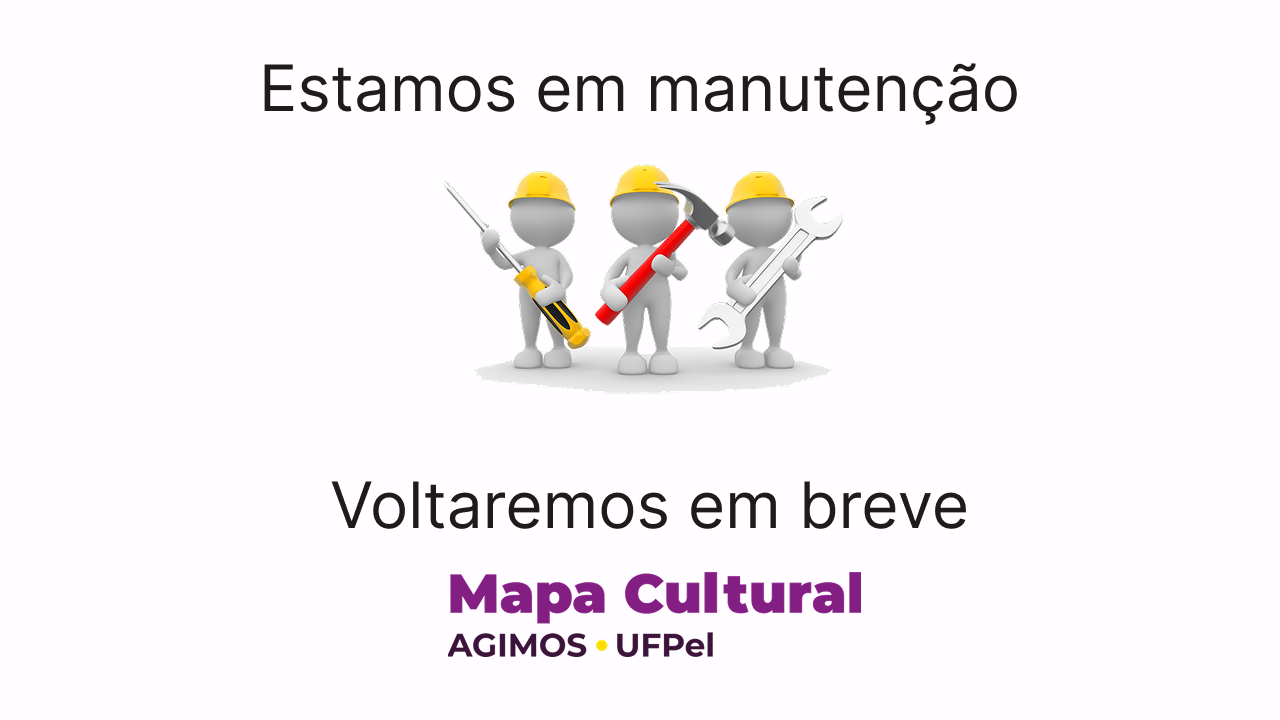 Estamos em manutenção
Voltaremos em breve
Mapa Cultural
AGIMOS • UFPel